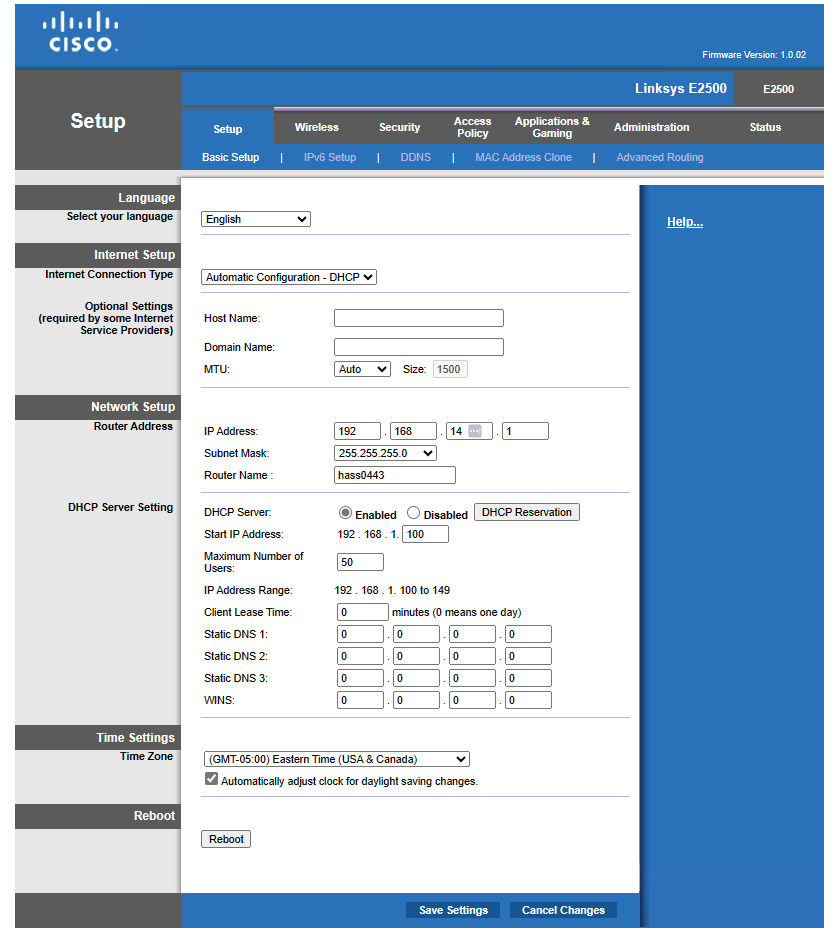 CISCO.
Firmware Version: 1.0.02
Linksys E2500 E2500
Setup
Setup Wireless Security Access Policy Applications & Gaming Administration Status
Basic Setup | IPv6 Setup | DDNS | MAC Address Clone | Advanced Routing
Language
Select your language
English
Help...
Internet Setup
Internet Connection Type
Automatic Configuration - DHCP
Optional Settings
(required by some Internet
Service Providers)
Host Name:
Domain Name:
MTU: Auto Size: 1500
Network Setup
Router Address
IP Address: 192 . 168 . 14 . 1
Subnet Mask: 255.255.255.0
Router Name : hass0443
DHCP Server Setting
DHCP Server: Enabled Disabled DHCP Reservation
Start IP Address: 192 . 168 . 1. 100
Maximum Number of
Users: 50
IP Address Range: 192 . 168 . 1. 100 to 149
Client Lease Time: 0 minutes (0 means one day)
Static DNS 1: 0 . 0 . 0 . 0
Static DNS 2: 0 . 0 . 0 . 0
Static DNS 3: 0 . 0 . 0 . 0
WINS: 0 . 0 . 0 . 0
Time Settings
Time Zone
(GMT-05:00) Eastern Time (USA & Canada)
Automatically adjust clock for daylight saving changes.
Reboot
Reboot
Save Settings Cancel Changes